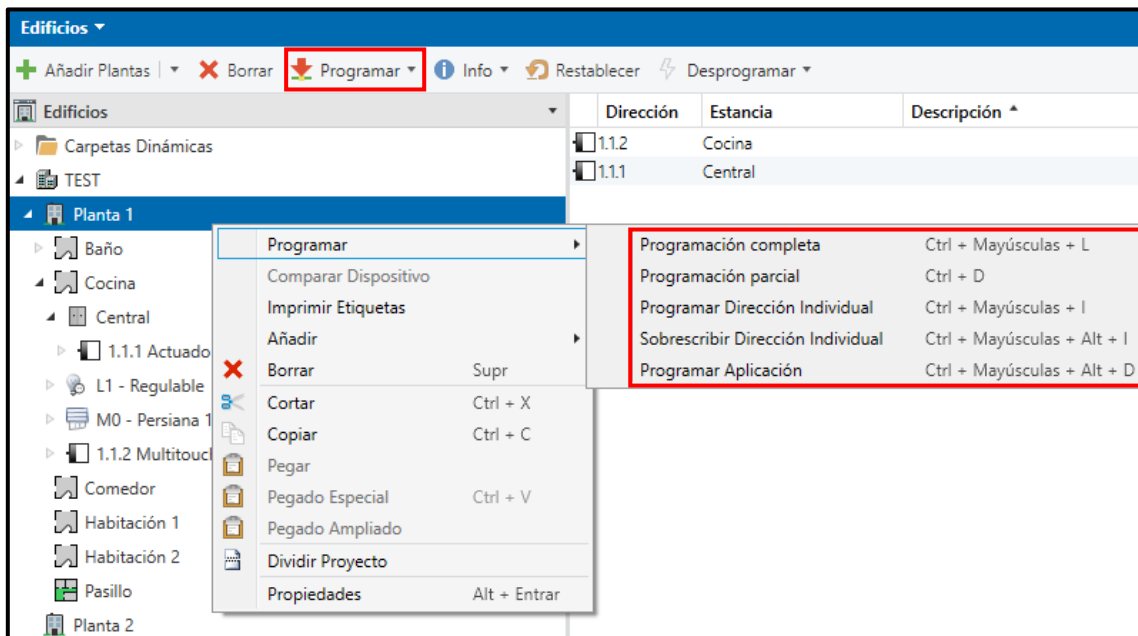 Edificios
Añadir Plantas Borrar Programar Info Restablecer Desprogramar
Edificios
Dirección Estancia Descripción
Carpetas Dinámicas
1.1.2 Cocina
TEST
1.1.1 Central
Planta 1
Baño
Cocina
Central
1.1.1 Actuado
L1 - Regulable
M0 - Persiana 1
1.1.2 Multitouc
Comedor
Habitación 1
Habitación 2
Pasillo
Planta 2
Programar
Comparar Dispositivo
Imprimir Etiquetas
Añadir
Borrar Supr
Cortar Ctrl + X
Copiar Ctrl + C
Pegar
Pegado Especial Ctrl + V
Pegado Ampliado
Dividir Proyecto
Propiedades Alt + Entrar
Programación completa Ctrl + Mayúsculas + L
Programación parcial Ctrl + D
Programar Dirección Individual Ctrl + Mayúsculas + I
Sobrescribir Dirección Individual Ctrl + Mayúsculas + Alt + I
Programar Aplicación Ctrl + Mayúsculas + Alt + D